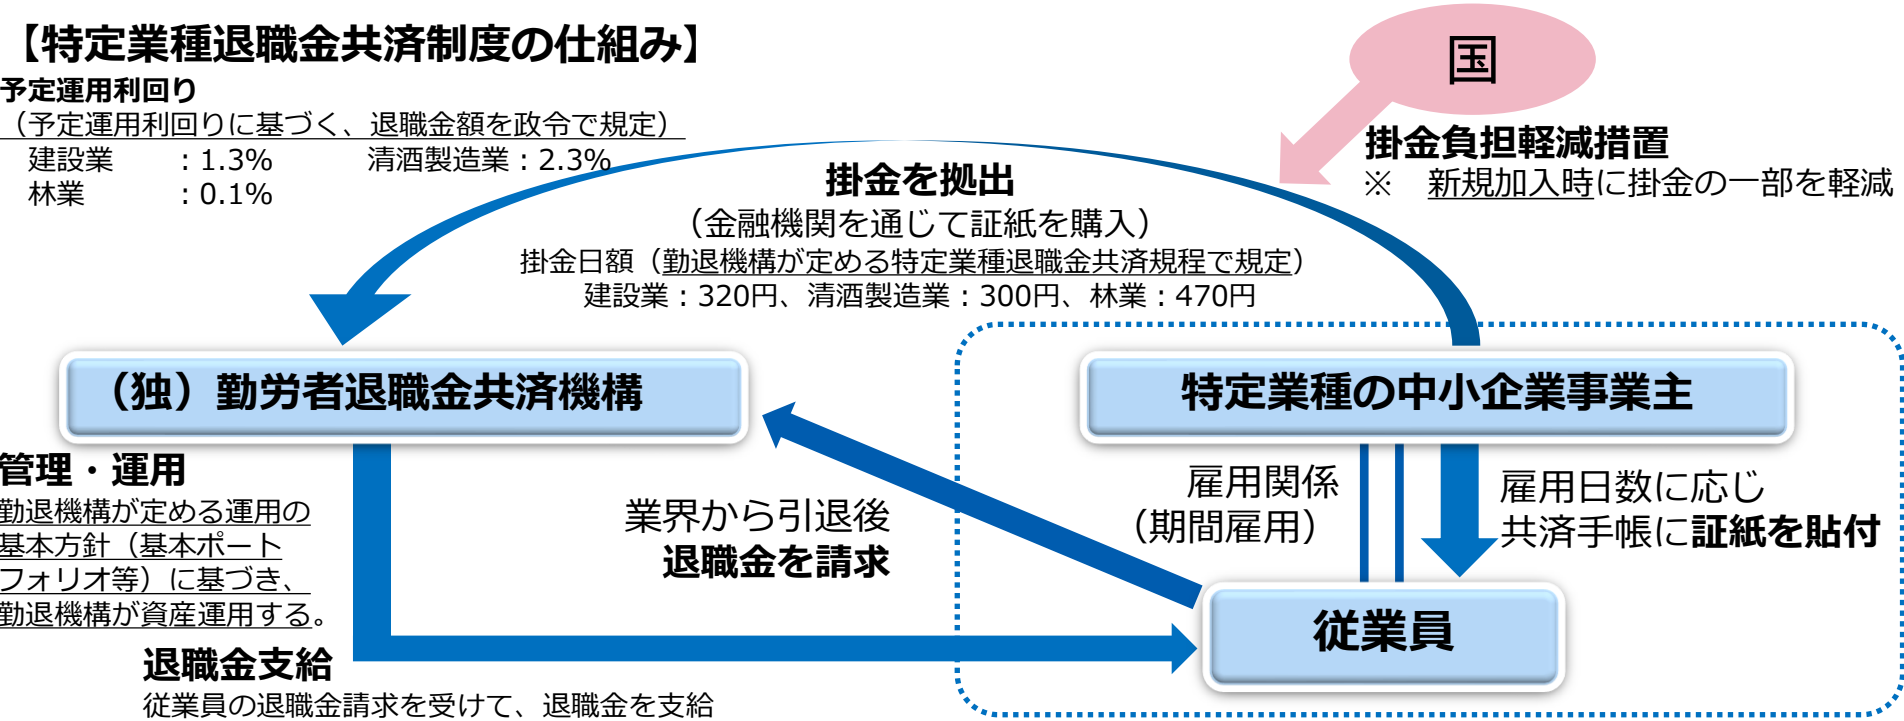 【特定業種退職金共済制度の仕組み】
予定運用利回り
（予定運用利回りに基づく、退職金額を政令で規定）
建設業　　：1.3%　　　清酒製造業：2.3%
林業　　　：0.1%
国
掛金負担軽減措置
※　新規加入時に掛金の一部を軽減
掛金を拠出
（金融機関を通じて証紙を購入）
掛金日額（勤退機構が定める特定業種退職金共済規程で規定）
建設業：320円、清酒製造業：300円、林業：470円
（独）勤労者退職金共済機構
特定業種の中小企業事業主
管理・運用
勤退機構が定める運用の
基本方針（基本ポート
フォリオ等）に基づき、
勤退機構が資産運用する。
業界から引退後
退職金を請求
雇用関係
（期間雇用）
雇用日数に応じ
共済手帳に証紙を貼付
従業員
退職金支給
従業員の退職金請求を受けて、退職金を支給